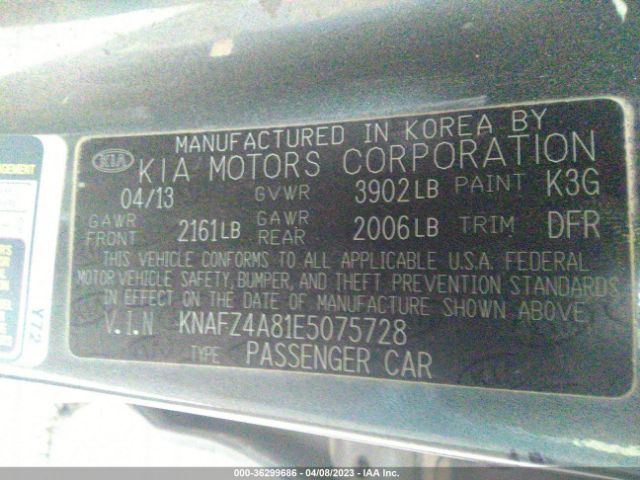 MANUFACTURED IN KOREA BY
KIA KIA MOTORS CORPORATION
04/13 GVWR 3902LB PAINT K3G
GAWR FRONT 2161LB GAWR REAR 2006LB TRIM DFR
THIS VEHICLE CONFORMS TO ALL APPLICABLE U.S.A. FEDERAL
MOTOR VEHICLE SAFETY, BUMPER, AND THEFT PREVENTION STANDARDS
IN EFFECT ON THE DATE OF MANUFACTURE SHOWN ABOVE.
V.I.N KNAFZ4A81E5075728
TYPE PASSENGER CAR
Y72
000-36299686 - 04/08/2023 - IAA Inc.